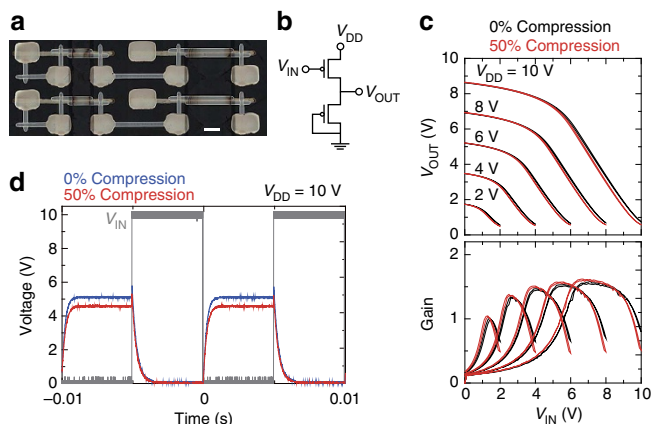 a
b
V_DD
V_IN
V_OUT
c
0% Compression
50% Compression
V_DD = 10 V
8 V
6 V
4 V
2 V
V_OUT (V)
10
8
6
4
2
0
Gain
2
1
0
0 2 4 6 8 10
V_IN (V)
d
0% Compression
50% Compression
V_DD = 10 V
V_IN
Voltage (V)
10
8
6
4
2
0
–0.01 0 0.01
Time (s)